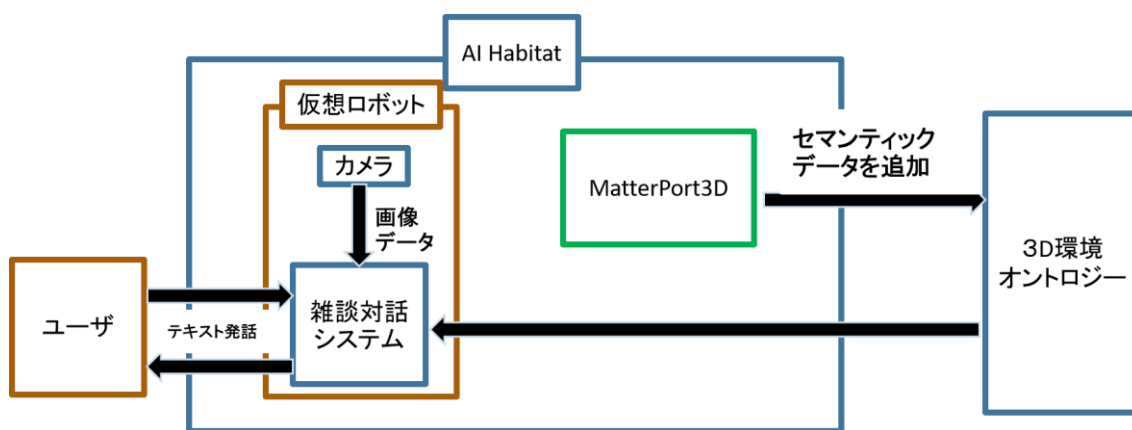 AI Habitat
仮想ロボット
カメラ
画像
データ
MatterPort3D
セマンティック
データを追加
3D環境
オントロジー
ユーザ
テキスト発話
雑談対話
システム